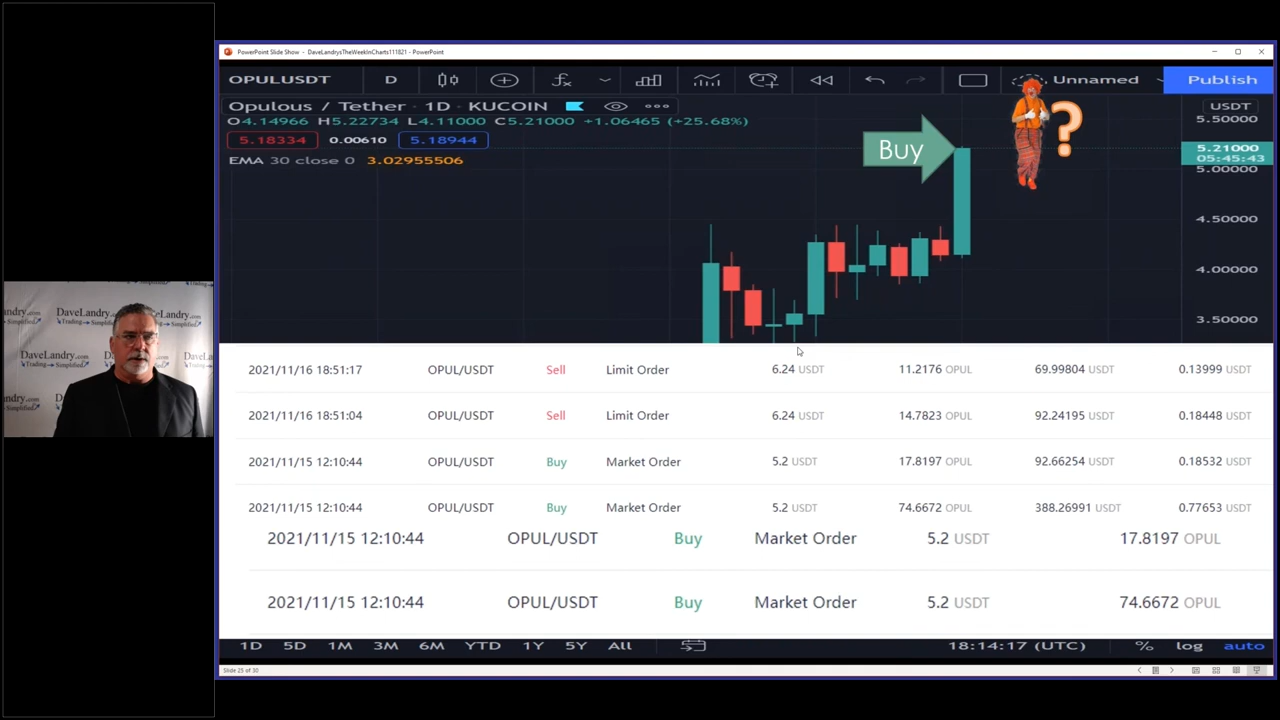 PowerPoint Slide Show - DaveLandrysTheWeekInCharts111821 - PowerPoint
OPULUSDT D Unnamed Publish
Opulous / Tether · 1D · KUCOIN USDT
O4.14966 H5.22734 L4.11000 C5.21000 +1.06465 (+25.68%)
5.18334 0.00610 5.18944
EMA 30 close 0 3.02955506
Buy
?
5.50000
5.21000
05:45:43
5.00000
4.50000
4.00000
3.50000
2021/11/16 18:51:17 OPUL/USDT Sell Limit Order 6.24 USDT 11.2176 OPUL 69.99804 USDT 0.13999 USDT
2021/11/16 18:51:04 OPUL/USDT Sell Limit Order 6.24 USDT 14.7823 OPUL 92.24195 USDT 0.18448 USDT
2021/11/15 12:10:44 OPUL/USDT Buy Market Order 5.2 USDT 17.8197 OPUL 92.66254 USDT 0.18532 USDT
2021/11/15 12:10:44 OPUL/USDT Buy Market Order 5.2 USDT 74.6672 OPUL 388.26991 USDT 0.77653 USDT
2021/11/15 12:10:44 OPUL/USDT Buy Market Order 5.2 USDT 17.8197 OPUL
2021/11/15 12:10:44 OPUL/USDT Buy Market Order 5.2 USDT 74.6672 OPUL
1D 5D 1M 3M 6M YTD 1Y 5Y All 18:14:17 (UTC) % log auto
Slide 25 of 30
DaveLandry.com
Trading Simplified
DaveLandry.com